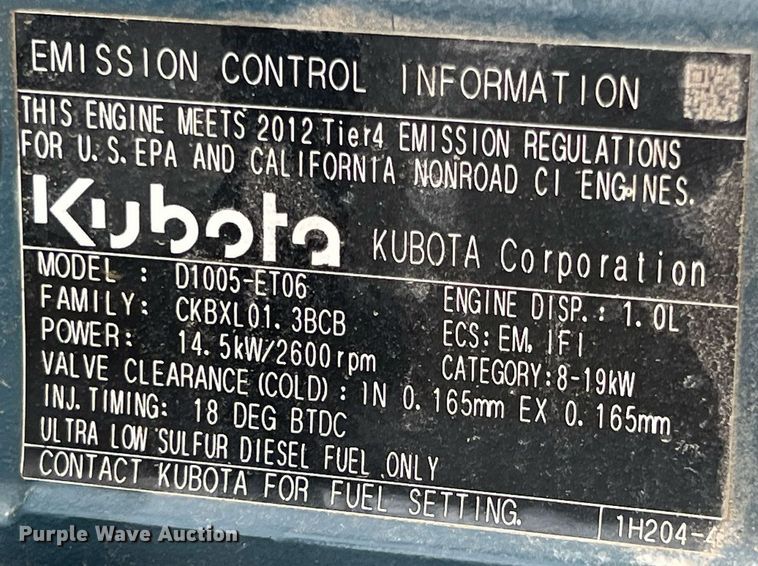 EMISSION CONTROL INFORMATION
THIS ENGINE MEETS 2012 Tier4 EMISSION REGULATIONS
FOR U.S.EPA AND CALIFORNIA NONROAD CI ENGINES.
Kubota KUBOTA Corporation
MODEL : D1005-ET06 ENGINE DISP.: 1.0L
FAMILY: CKBXL01.3BCB ECS: EM, IFI
POWER: 14.5kW/2600rpm CATEGORY:8-19kW
VALVE CLEARANCE(COLD): IN 0.165mm EX 0.165mm
INJ.TIMING: 18 DEG BTDC
ULTRA LOW SULFUR DIESEL FUEL ONLY
CONTACT KUBOTA FOR FUEL SETTING. 1H204-4
Purple Wave Auction